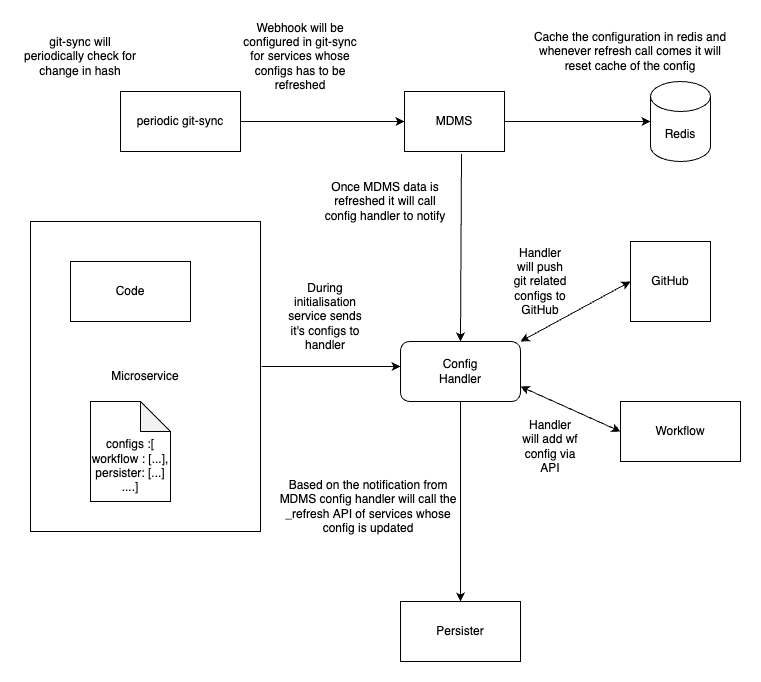 git-sync will
periodically check for
change in hash
Webhook will be
configured in git-sync
for services whose
configs has to be
refreshed
Cache the configuration in redis and
whenever refresh call comes it will
reset cache of the config
periodic git-sync
MDMS
Redis
Once MDMS data is
refreshed it will call
config handler to notify
Code
Microservice
configs :[
workflow : [...],
persister: [...]
....]
During
initialisation
service sends
it's configs to
handler
Handler
will push
git related
configs to
GitHub
GitHub
Config
Handler
Handler
will add wf
config via
API
Workflow
Based on the notification from
MDMS config handler will call the
_refresh API of services whose
config is updated
Persister